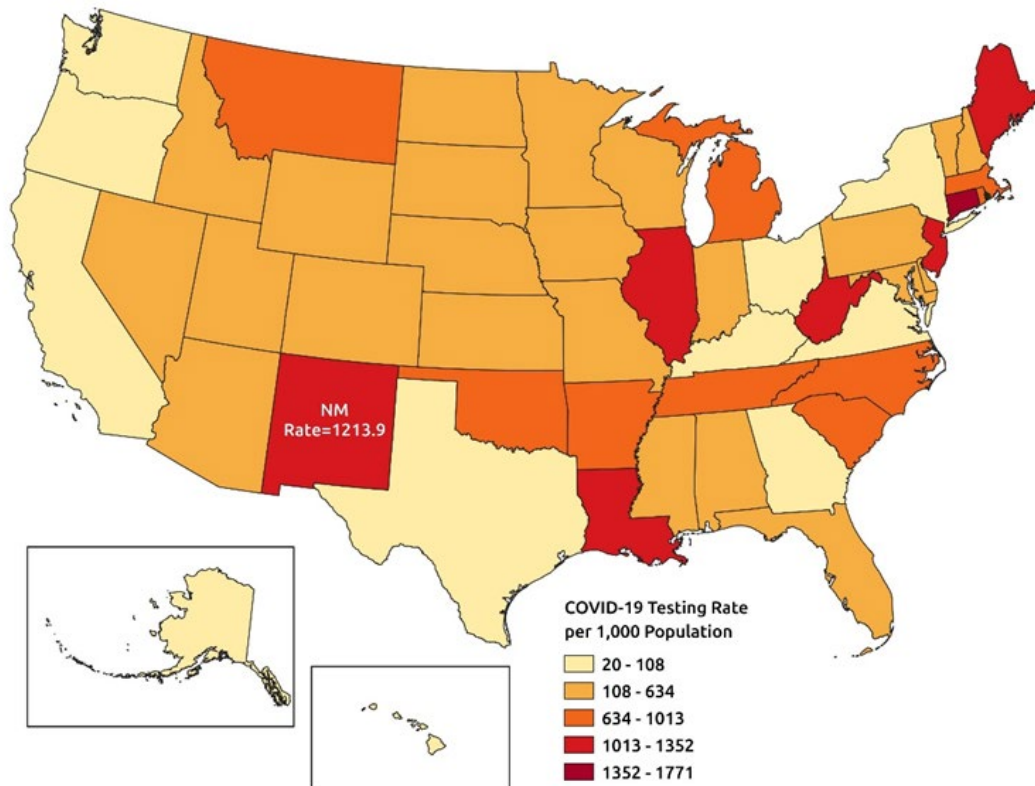 NM
Rate=1213.9
COVID-19 Testing Rate
per 1,000 Population
20 - 108
108 - 634
634 - 1013
1013 - 1352
1352 - 1771